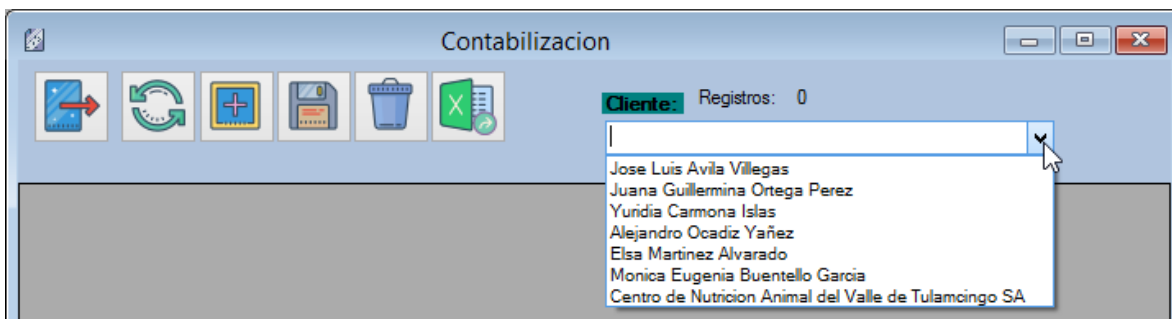 Contabilizacion
Cliente: Registros: 0
Jose Luis Avila Villegas
Juana Guillermina Ortega Perez
Yuridia Carmona Islas
Alejandro Ocadiz Yañez
Elsa Martinez Alvarado
Monica Eugenia Buentello Garcia
Centro de Nutricion Animal del Valle de Tulamcingo SA